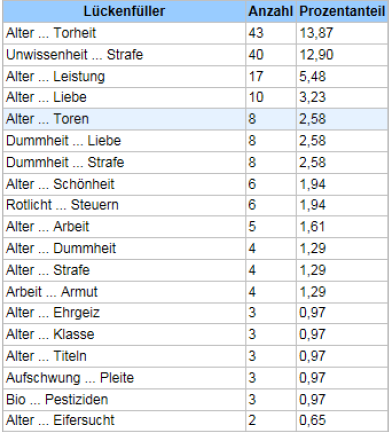 Lückenfüller Anzahl Prozentanteil
Alter ... Torheit 43 13,87
Unwissenheit ... Strafe 40 12,90
Alter ... Leistung 17 5,48
Alter ... Liebe 10 3,23
Alter ... Toren 8 2,58
Dummheit ... Liebe 8 2,58
Dummheit ... Strafe 8 2,58
Alter ... Schönheit 6 1,94
Rotlicht ... Steuern 6 1,94
Alter ... Arbeit 5 1,61
Alter ... Dummheit 4 1,29
Alter ... Strafe 4 1,29
Arbeit ... Armut 4 1,29
Alter ... Ehrgeiz 3 0,97
Alter ... Klasse 3 0,97
Alter ... Titeln 3 0,97
Aufschwung ... Pleite 3 0,97
Bio ... Pestiziden 3 0,97
Alter ... Eifersucht 2 0,65